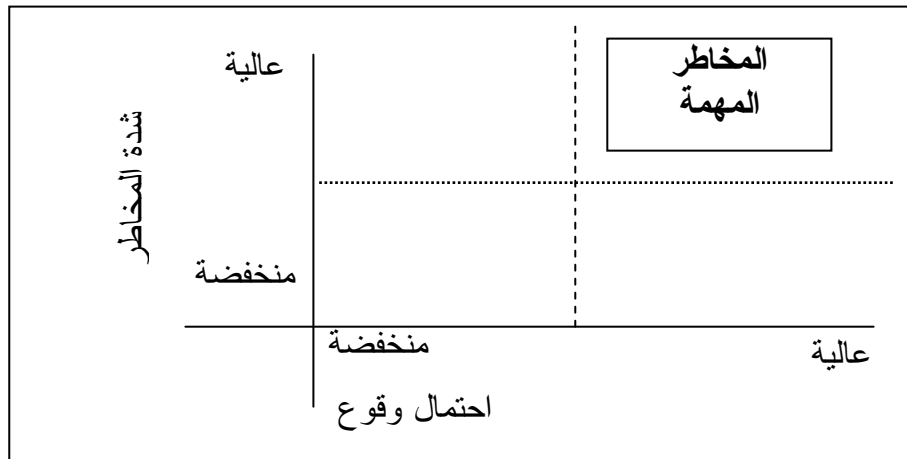 عالية
المخاطر
المهمة
شدة المخاطر
منخفضة
منخفضة
عالية
احتمال وقوع